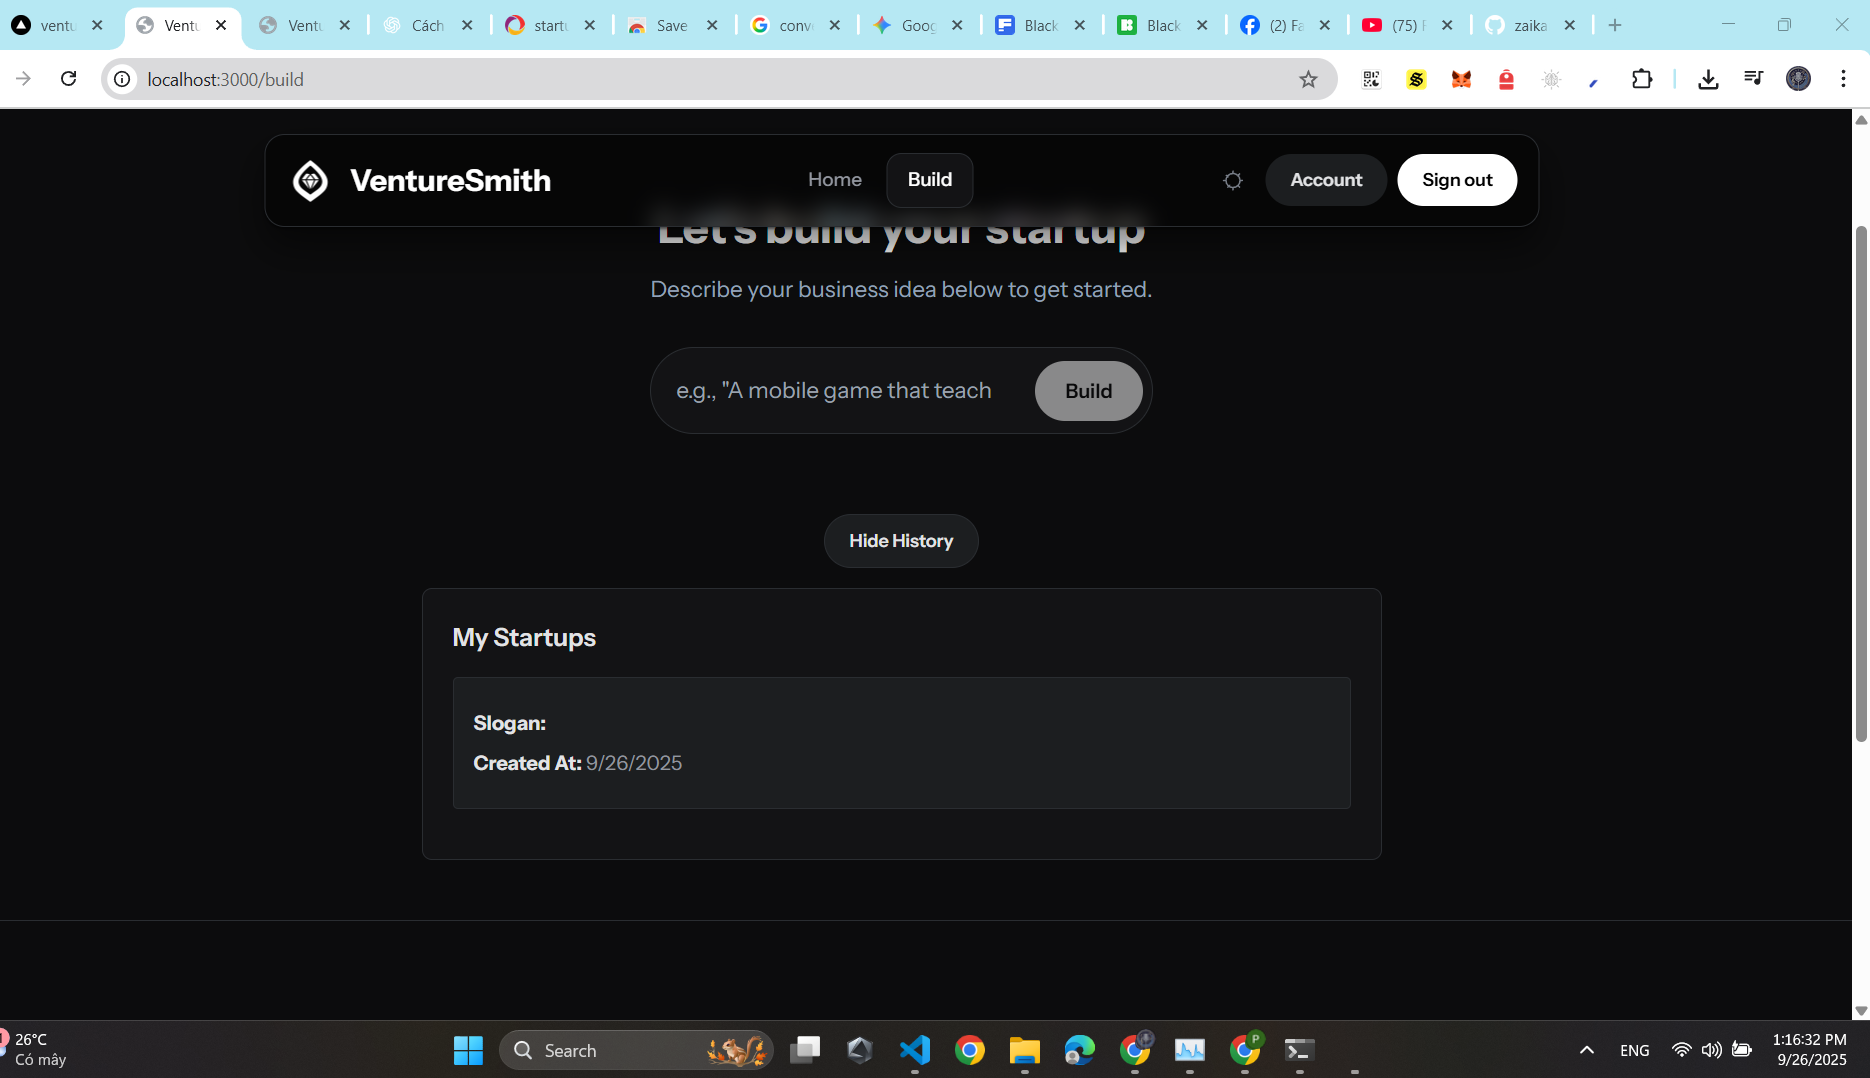 ventu
Ventu
Ventu
Cách
startu
Save
conve
Goog
Black
Black
(2) Fa
(75) F
zaika
localhost:3000/build
VentureSmith
Home
Build
Account
Sign out
Let's build your startup
Describe your business idea below to get started.
e.g., "A mobile game that teach
Build
Hide History
My Startups
Slogan:
Created At: 9/26/2025
26°C
Có mây
Search
P
ENG
1:16:32 PM
9/26/2025